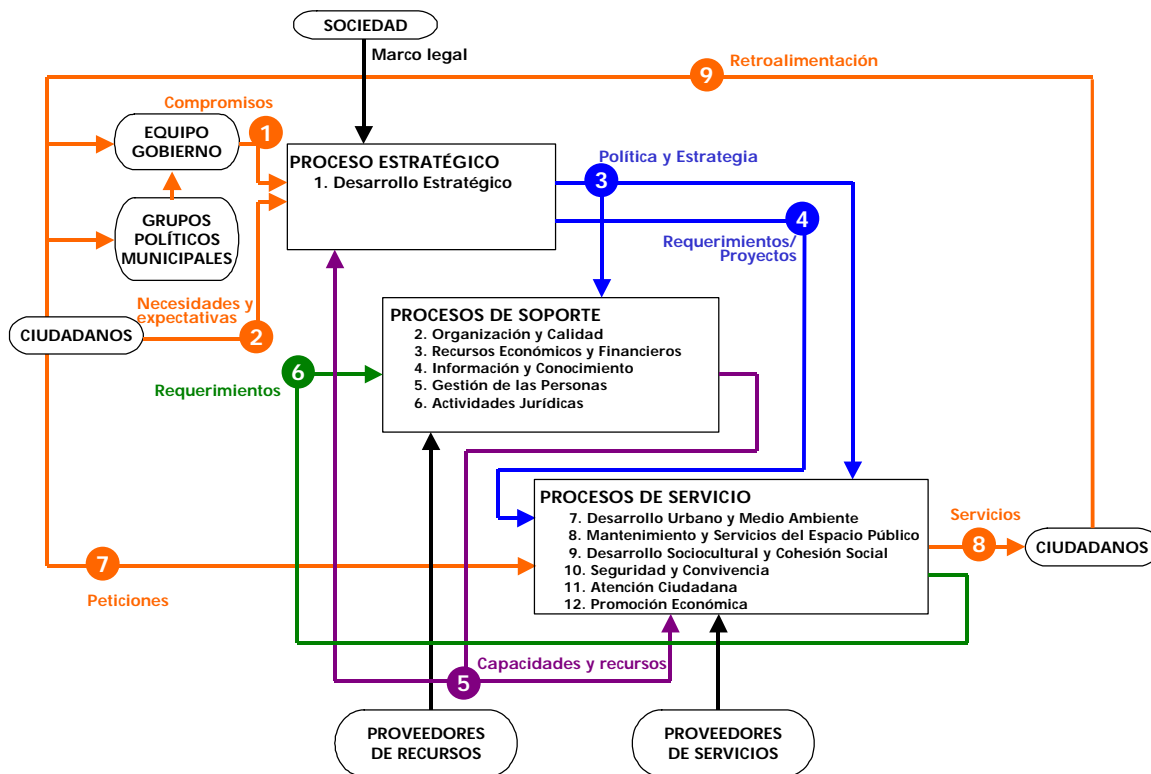 SOCIEDAD
Marco legal
9
Retroalimentación
Compromisos
1
EQUIPO
GOBIERNO
PROCESO ESTRATÉGICO
1. Desarrollo Estratégico
Política y Estrategia
3
4
Requerimientos/
Proyectos
GRUPOS
POLÍTICOS
MUNICIPALES
Necesidades y
expectativas
2
CIUDADANOS
PROCESOS DE SOPORTE
2. Organización y Calidad
3. Recursos Económicos y Financieros
4. Información y Conocimiento
5. Gestión de las Personas
6. Actividades Jurídicas
6
Requerimientos
PROCESOS DE SERVICIO
7. Desarrollo Urbano y Medio Ambiente
8. Mantenimiento y Servicios del Espacio Público
9. Desarrollo Sociocultural y Cohesión Social
10. Seguridad y Convivencia
11. Atención Ciudadana
12. Promoción Económica
Servicios
8
CIUDADANOS
7
Peticiones
Capacidades y recursos
5
PROVEEDORES
DE RECURSOS
PROVEEDORES
DE SERVICIOS